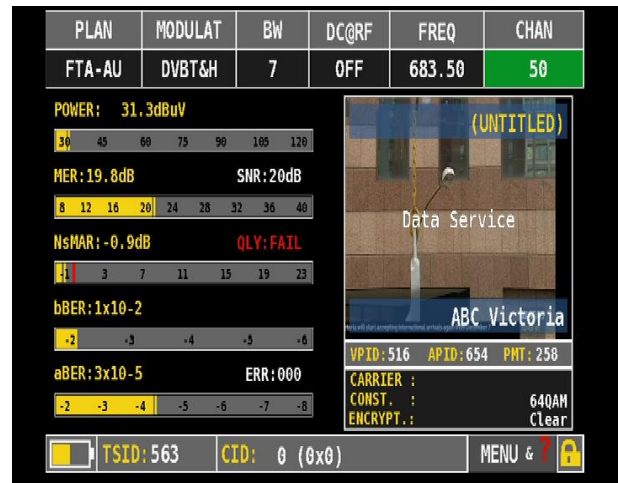 PLAN MODULAT BW DC@RF FREQ CHAN
FTA-AU DVBT&H 7 OFF 683.50 50
POWER: 31.3dBuV
30 45 60 75 90 105 120
MER:19.8dB SNR:20dB
8 12 16 20 24 28 32 36 40
NsMAR:-0.9dB QLY:FAIL
-1 3 7 11 15 19 23
bBER:1x10-2
-2 -3 -4 -5 -6
aBER:3x10-5 ERR:000
-2 -3 -4 -5 -6 -7 -8
(UNTITLED)
Data Service
ABC Victoria
VPID:516 APID:654 PMT:258
CARRIER :
CONST. : 64QAM
ENCRYPT.: Clear
TSID:563 CID: 0 (0x0) MENU & ?